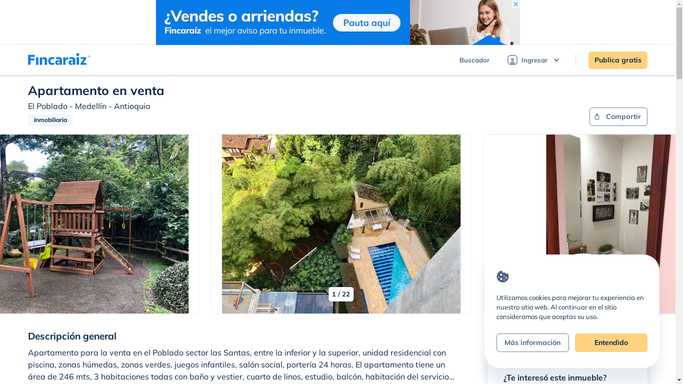 ¿Vendes o arriendas?
Fincaraíz el mejor aviso para tu inmueble.
Pauta aquí
Fincaraíz
Buscador
Ingresar
Publica gratis
Apartamento en venta
El Poblado - Medellín - Antioquia
Inmobiliaria
Compartir
1 / 22
Utilizamos cookies para mejorar tu experiencia en
nuestro sitio web. Al continuar en el sitio
consideramos que aceptas su uso.
Más información
Entendido
Descripción general
Apartamento para la venta en el Poblado sector las Santas, entre la inferior y la superior, unidad residencial con
piscina, zonas húmedas, zonas verdes, juegos infantiles, salón social, portería 24 horas. El apartamento tiene un
área de 246 mts, 3 habitaciones todas con baño y vestier, cuarto de linos, estudio, balcón, habitación del servicio...
¿Te interesó este inmueble?